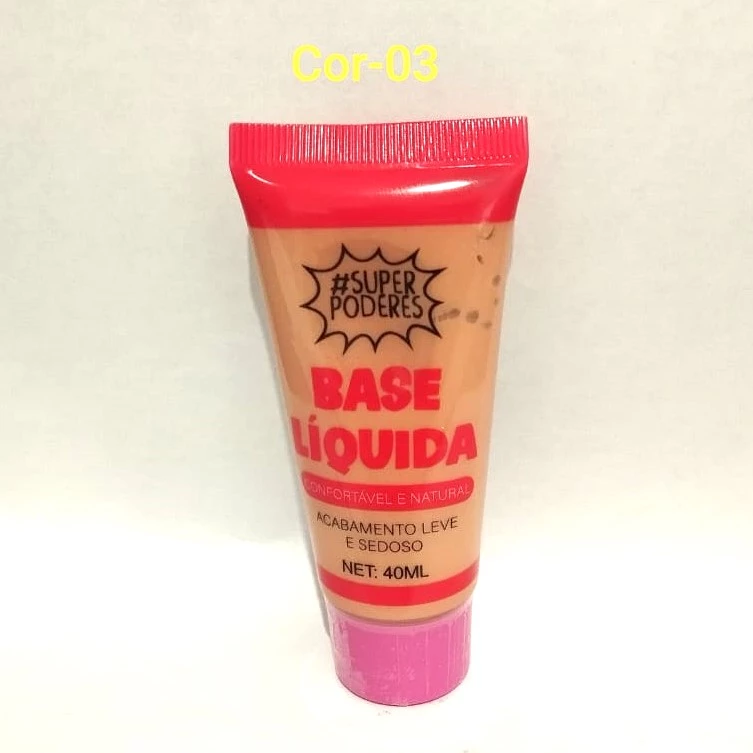 Cor-03
#SUPER
PODERES
BASE
LÍQUIDA
CONFORTÁVEL E NATURAL
ACABAMENTO LEVE
E SEDOSO
NET: 40ML